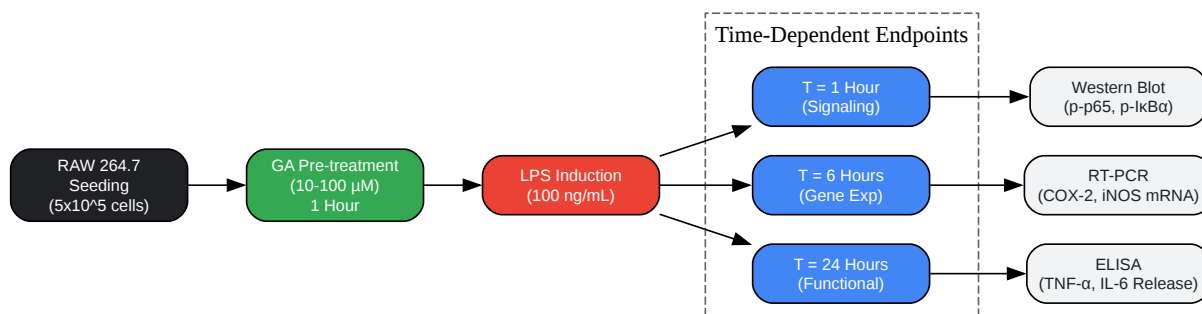 Time-Dependent Endpoints
RAW 264.7
Seeding
(5x10^5 cells)
GA Pre-treatment
(10-100 µM)
1 Hour
LPS Induction
(100 ng/mL)
T = 1 Hour
(Signaling)
Western Blot
(p-p65, p-IκBα)
T = 6 Hours
(Gene Exp)
RT-PCR
(COX-2, iNOS mRNA)
T = 24 Hours
(Functional)
ELISA
(TNF-α, IL-6 Release)